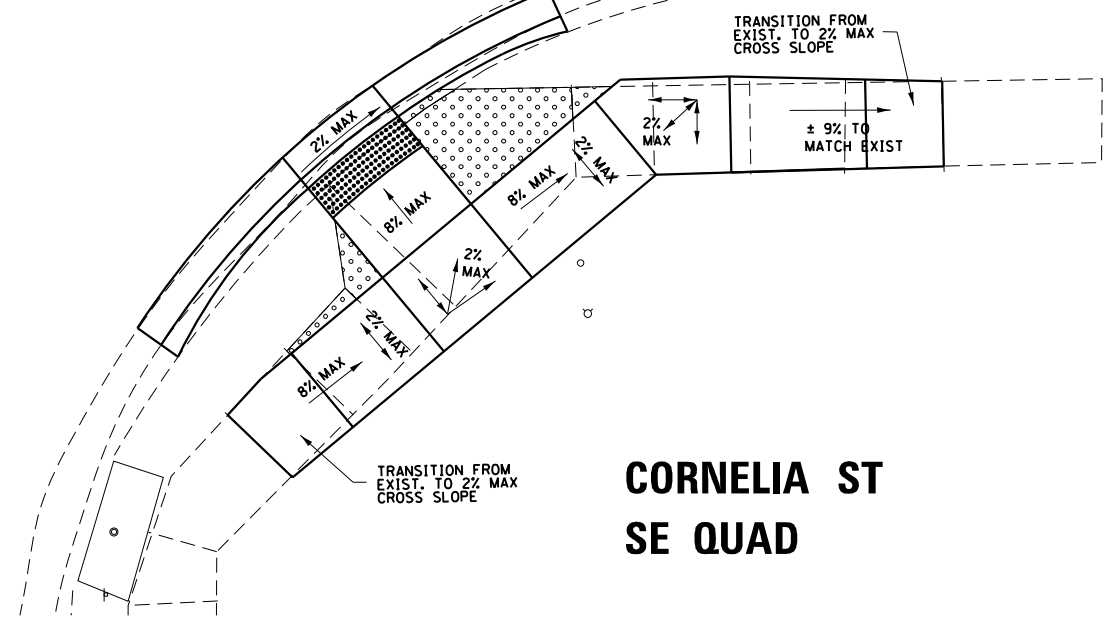 TRANSITION FROM
EXIST. TO 2% MAX
CROSS SLOPE
2% MAX
2%
MAX
2% MAX
± 9% TO
MATCH EXIST
8% MAX
8% MAX
2%
MAX
2% MAX
8% MAX
TRANSITION FROM
EXIST. TO 2% MAX
CROSS SLOPE
CORNELIA ST
SE QUAD